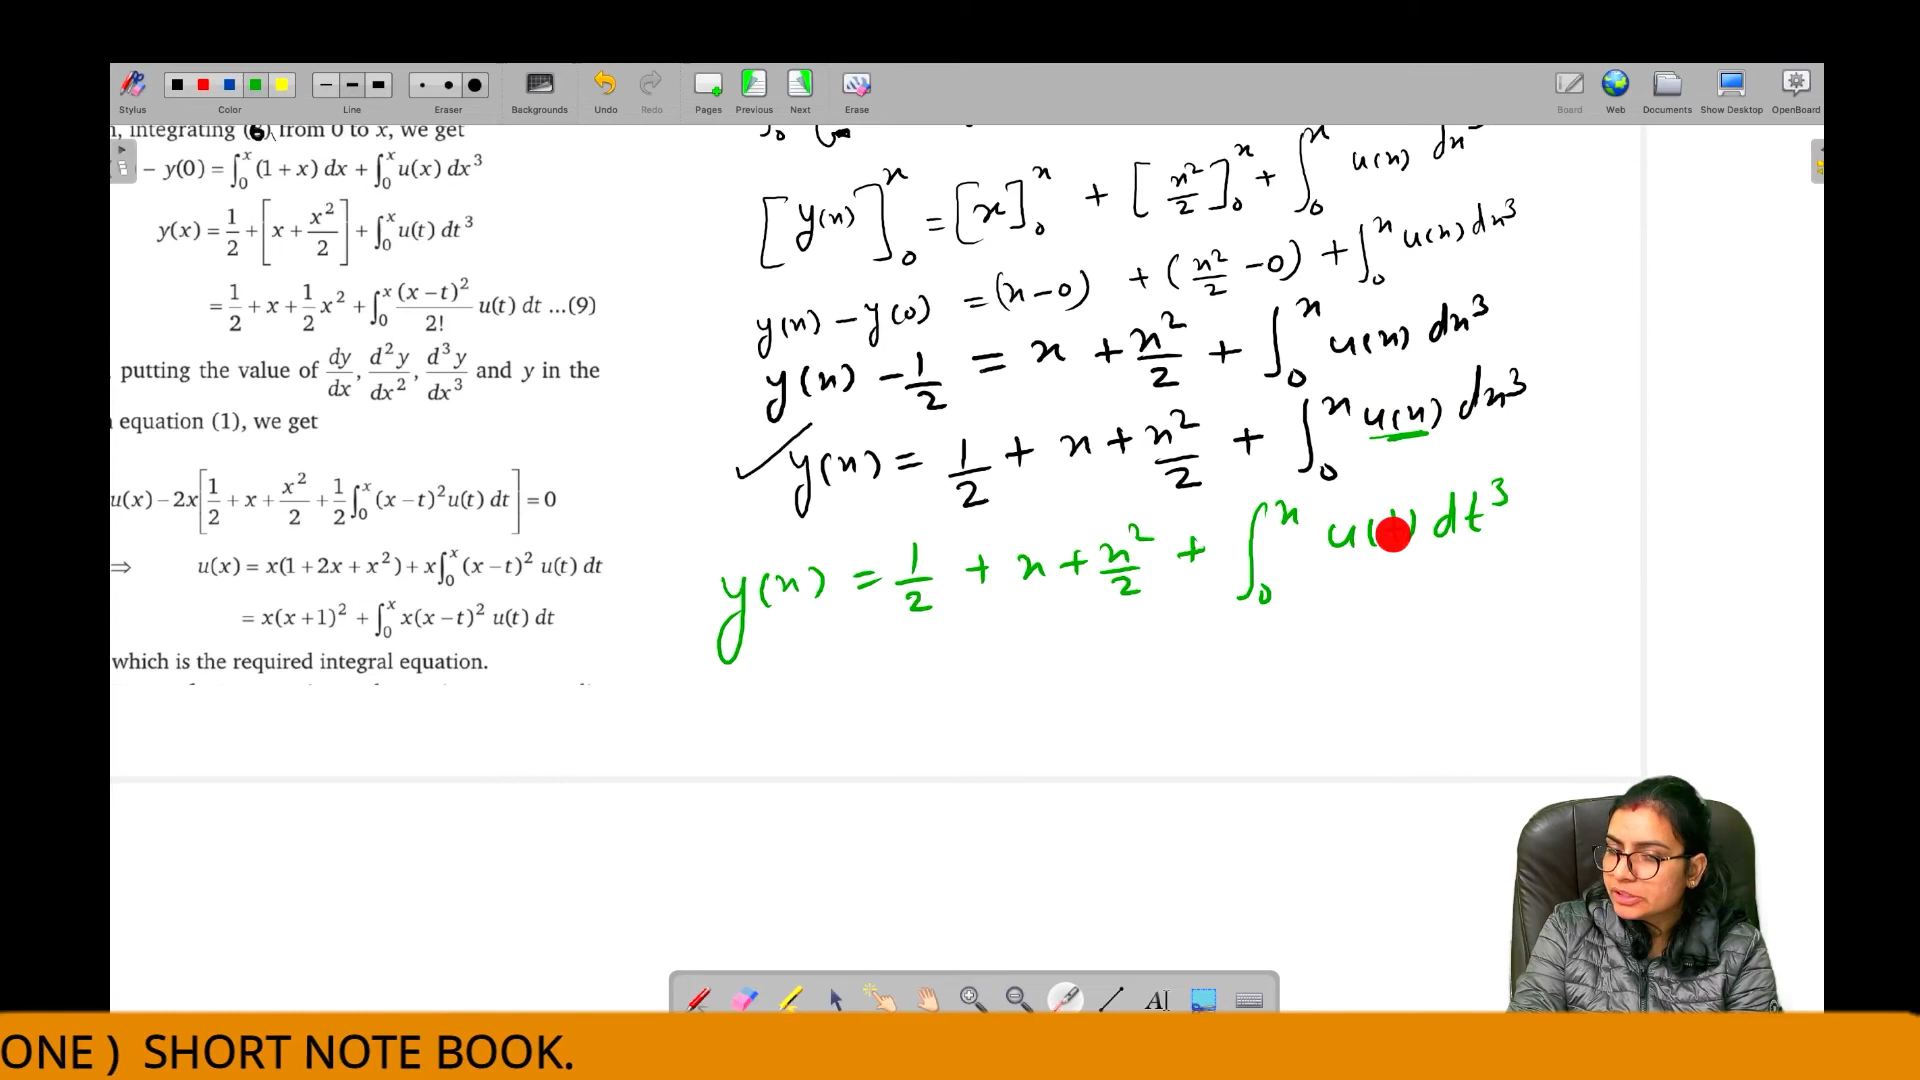 Stylus
Color
Line
Eraser
Backgrounds
Undo
Redo
Pages
Previous
Next
Erase
Board
Web
Documents
Show Desktop
OpenBoard
, integrating (6) from 0 to x, we get
− y(0) = ∫₀ˣ (1 + x) dx + ∫₀ˣ u(x) dx³
y(x) = 1/2 + [x + x²/2] + ∫₀ˣ u(t) dt³
= 1/2 + x + 1/2 x² + ∫₀ˣ (x−t)²/2! u(t) dt ...(9)
putting the value of dy/dx, d²y/dx², d³y/dx³ and y in the
equation (1), we get
u(x) − 2x[1/2 + x + x²/2 + 1/2 ∫₀ˣ (x−t)² u(t) dt] = 0
⇒ u(x) = x(1 + 2x + x²) + x∫₀ˣ (x−t)² u(t) dt
= x(x+1)² + ∫₀ˣ x(x−t)² u(t) dt
which is the required integral equation.
[y(x)]₀ˣ = [x]₀ˣ + [x²/2]₀ˣ + ∫₀ˣ u(x) dx³
y(x) − y(0) = (x−0) + (x²/2 − 0) + ∫₀ˣ u(x) dx³
y(x) − 1/2 = x + x²/2 + ∫₀ˣ u(x) dx³
✓ y(x) = 1/2 + x + x²/2 + ∫₀ˣ u(x) dx³
y(x) = 1/2 + x + x²/2 + ∫₀ˣ u(t) dt³
ONE ) SHORT NOTE BOOK.